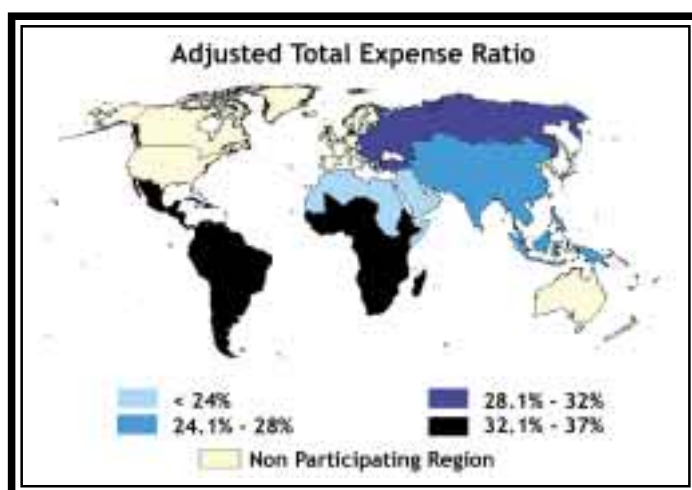 Adjusted Total Expense Ratio
< 24%
24.1% - 28%
28.1% - 32%
32.1% - 37%
Non Participating Region